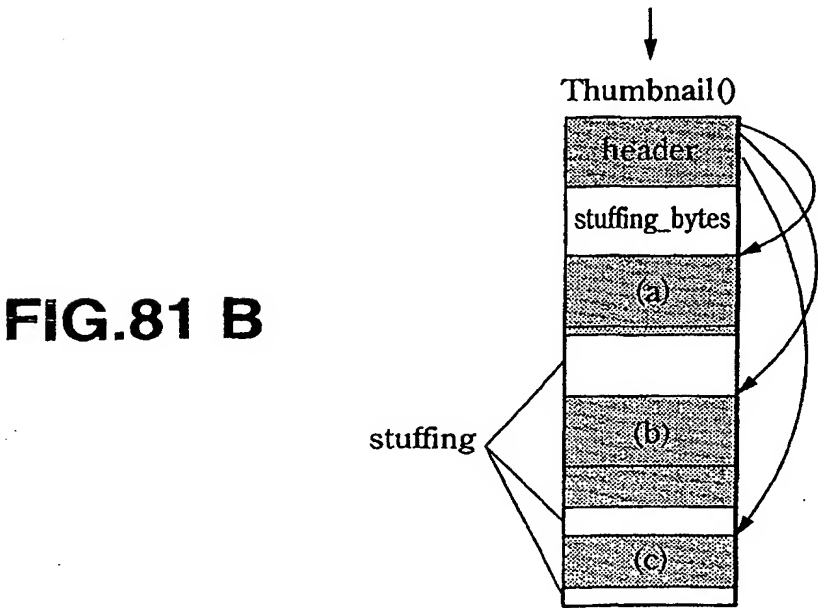 Thumbnail()
header
stuffing_bytes
(a)
FIG.81 B
(b)
stuffing
(c)